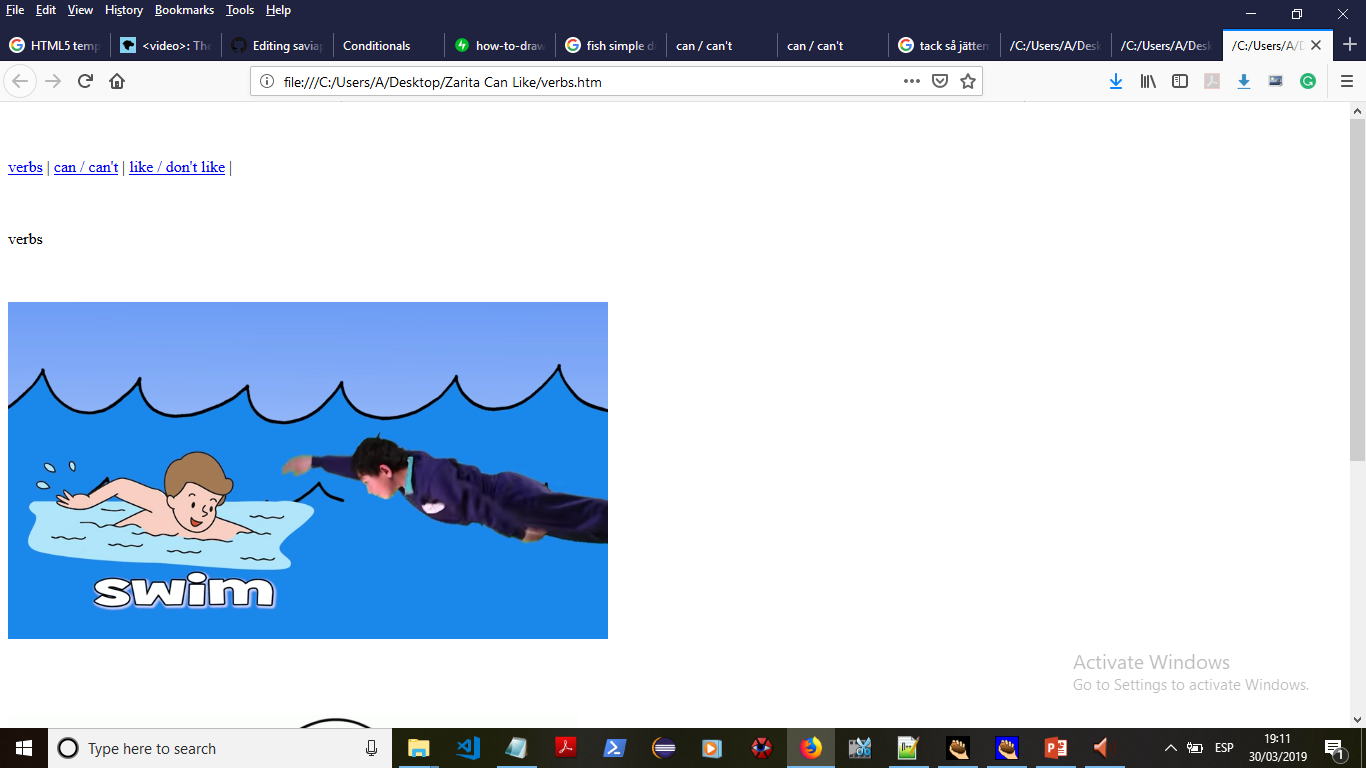 File Edit View History Bookmarks Tools Help
HTML5 temp <video>: The Editing saviap Conditionals how-to-draw fish simple d can / can't can / can't tack så jättem /C:/Users/A/Desk /C:/Users/A/Desk /C:/Users/A/D
file:///C:/Users/A/Desktop/Zarita Can Like/verbs.htm
verbs | can / can't | like / don't like |
verbs
swim
Activate Windows
Go to Settings to activate Windows.
Type here to search
ESP
19:11
30/03/2019
1